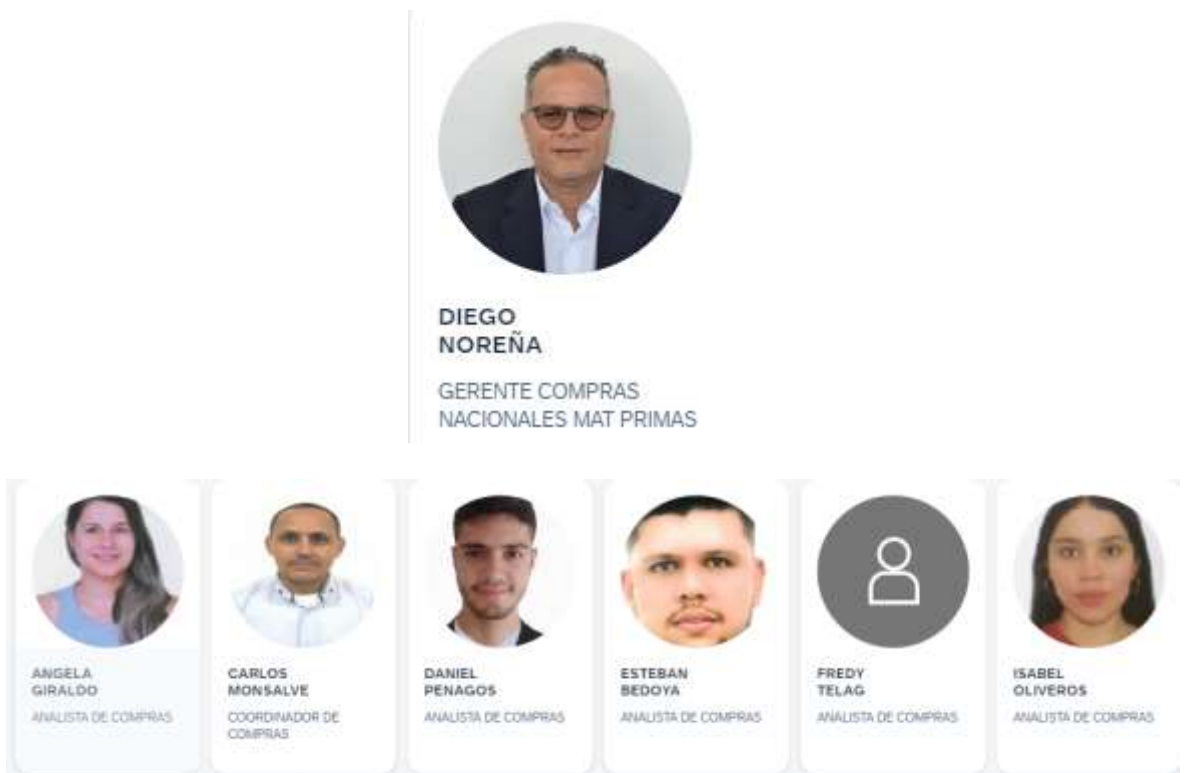 DIEGO
NOREÑA
GERENTE COMPRAS
NACIONALES MAT PRIMAS
ANGELA
GIRALDO
ANALISTA DE COMPRAS
CARLOS
MONSALVE
COORDINADOR DE
COMPRAS
DANIEL
PENAGOS
ANALISTA DE COMPRAS
ESTEBAN
BEDOYA
ANALISTA DE COMPRAS
FREDY
TELAG
ANALISTA DE COMPRAS
ISABEL
OLIVEROS
ANALISTA DE COMPRAS